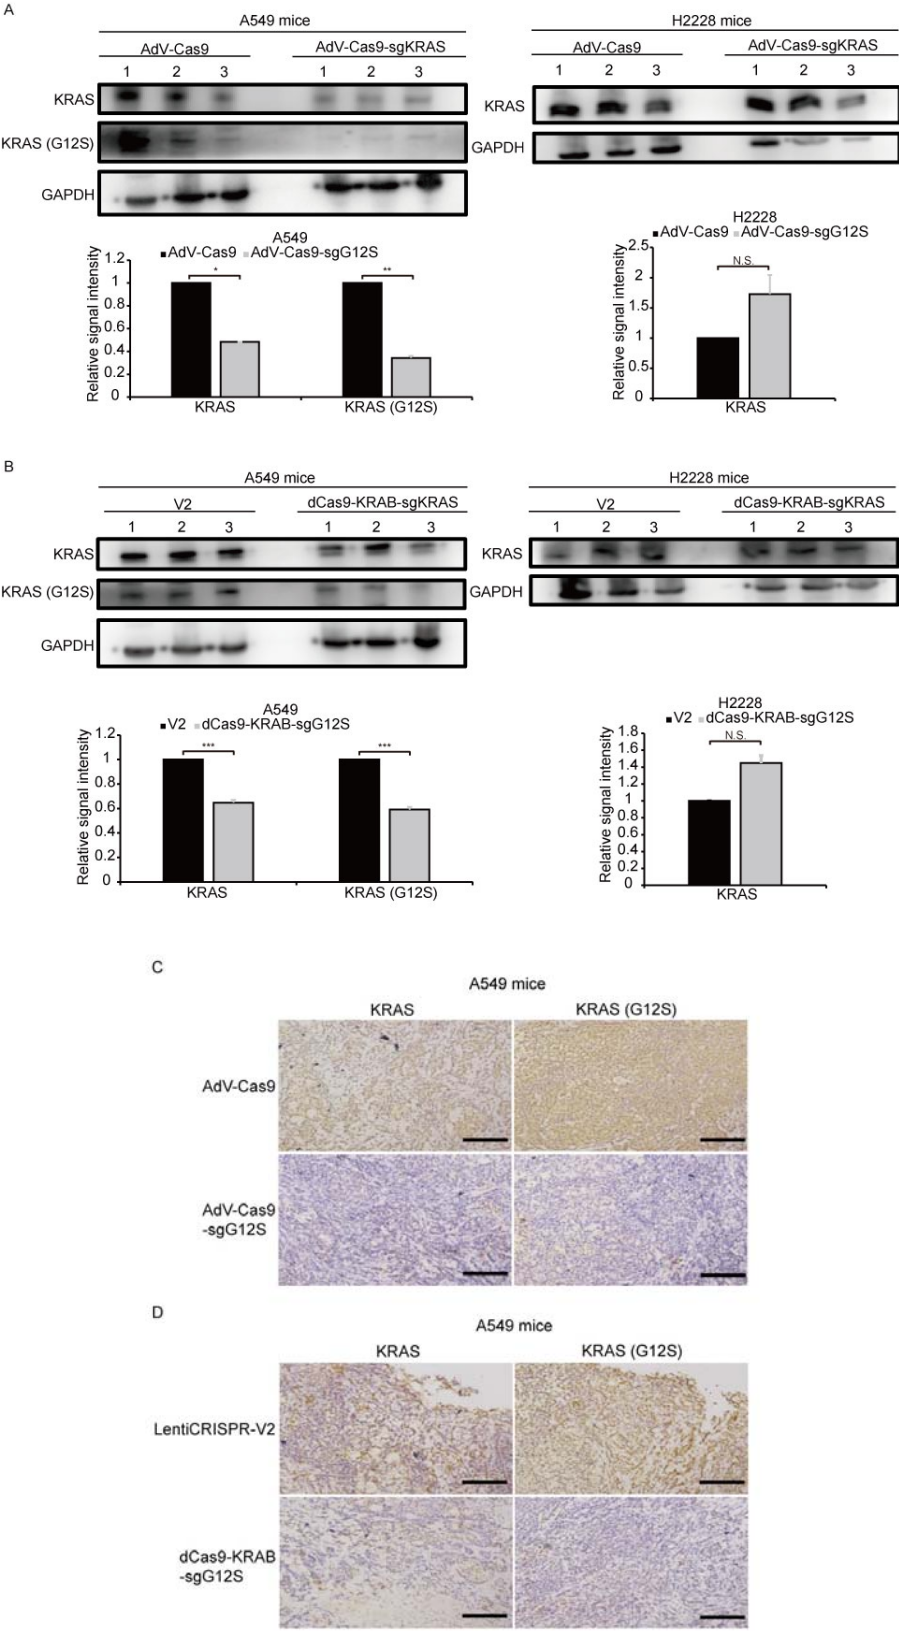 A
A549 mice
AdV-Cas9
AdV-Cas9-sgKRAS
1 2 3 1 2 3
KRAS
KRAS (G12S)
GAPDH
H2228 mice
AdV-Cas9
AdV-Cas9-sgKRAS
1 2 3 1 2 3
KRAS
GAPDH
A549
AdV-Cas9 AdV-Cas9-sgG12S
Relative signal intensity
1.2
1
0.8
0.6
0.4
0.2
0
*
**
KRAS
KRAS (G12S)
H2228
AdV-Cas9 AdV-Cas9-sgG12S
Relative signal intensity
2.5
2
1.5
1
0.5
0
N.S.
KRAS
B
A549 mice
V2
dCas9-KRAB-sgKRAS
1 2 3 1 2 3
KRAS
KRAS (G12S)
GAPDH
H2228 mice
V2
dCas9-KRAB-sgKRAS
1 2 3 1 2 3
KRAS
GAPDH
A549
V2 dCas9-KRAB-sgG12S
Relative signal intensity
1.2
1
0.8
0.6
0.4
0.2
0
***
***
KRAS
KRAS (G12S)
H2228
V2 dCas9-KRAB-sgG12S
Relative signal intensity
1.8
1.6
1.4
1.2
1
0.8
0.6
0.4
0.2
0
N.S.
KRAS
C
A549 mice
KRAS
KRAS (G12S)
AdV-Cas9
AdV-Cas9
-sgG12S
D
A549 mice
KRAS
KRAS (G12S)
LentiCRISPR-V2
dCas9-KRAB
-sgG12S